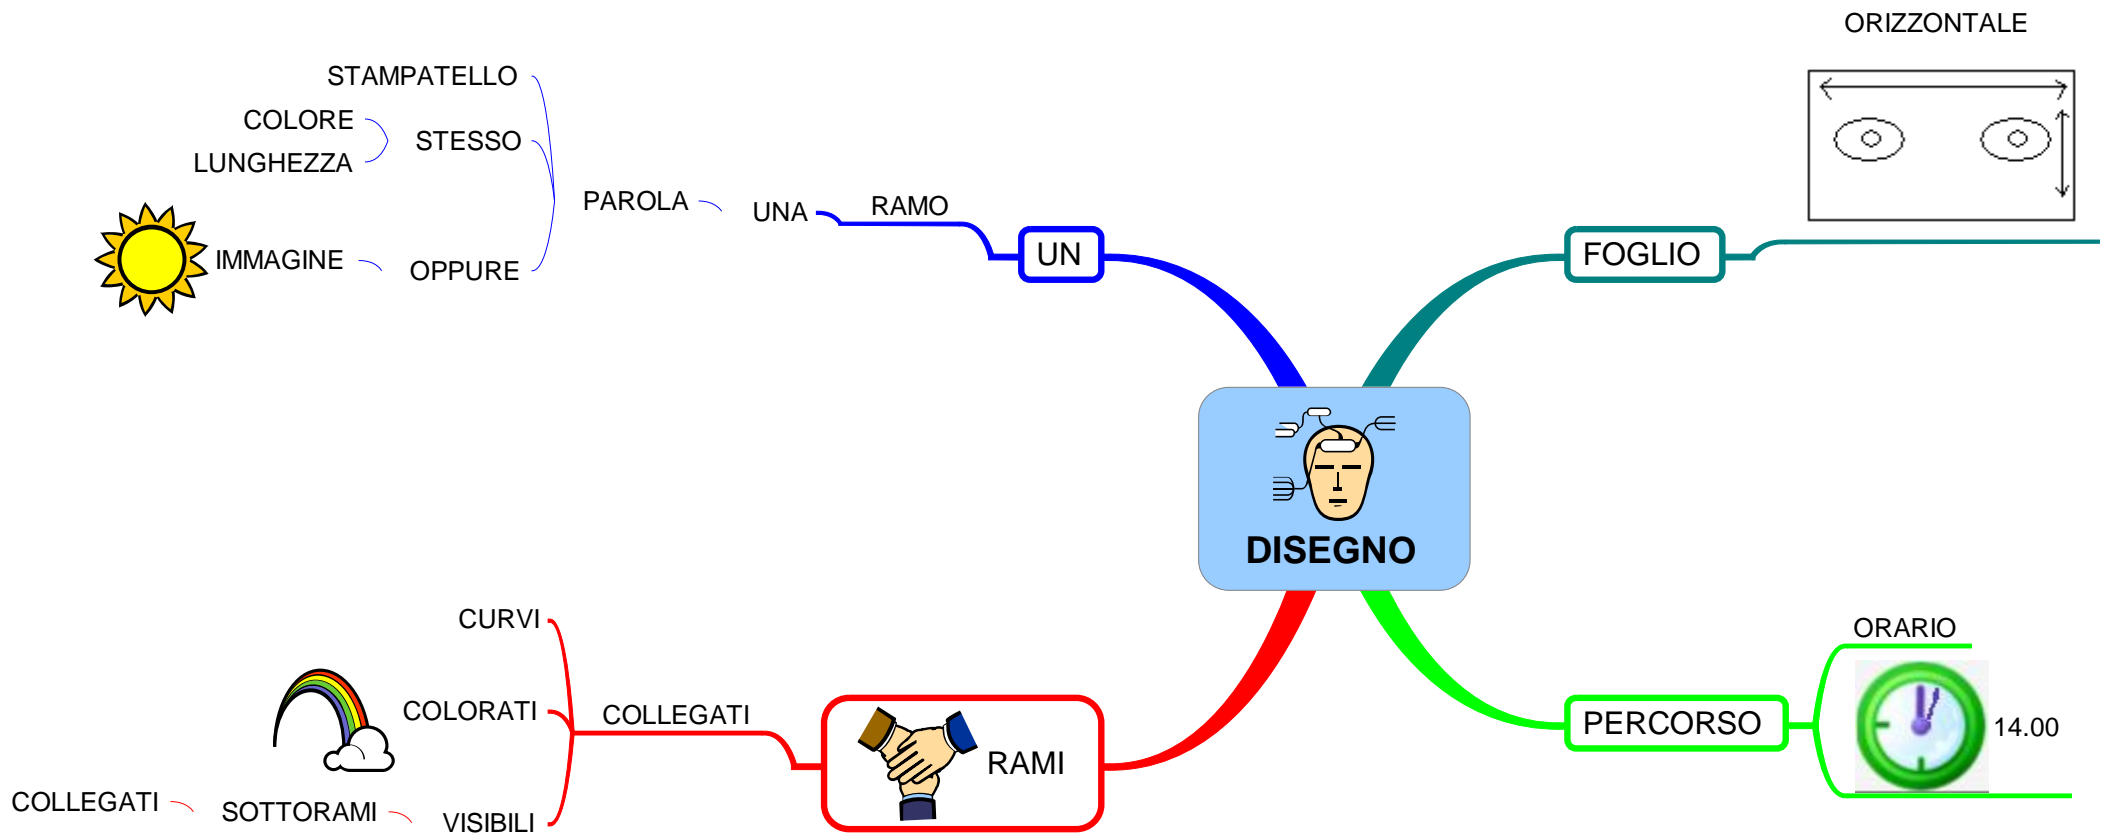 ORIZZONTALE
STAMPATELLO
COLORE
LUNGHEZZA
STESSO
IMMAGINE
OPPURE
PAROLA
UNA
RAMO
UN
FOGLIO
DISEGNO
CURVI
COLORATI
COLLEGATI
SOTTORAMI
VISIBILI
COLLEGATI
RAMI
PERCORSO
ORARIO
14.00